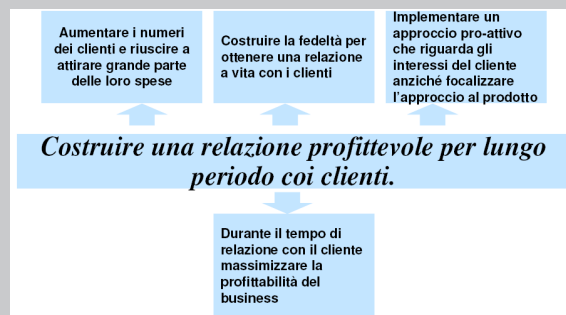 Aumentare i numeri
dei clienti e riuscire a
attirare grande parte
delle loro spese
Costruire la fedeltà per
ottenere una relazione
a vita con i clienti
Implementare un
approccio pro-attivo
che riguarda gli
interessi del cliente
anziché focalizzare
l'approccio al prodotto
Costruire una relazione profittevole per lungo
periodo coi clienti.
Durante il tempo di
relazione con il cliente
massimizzare la
profittabilità del
business